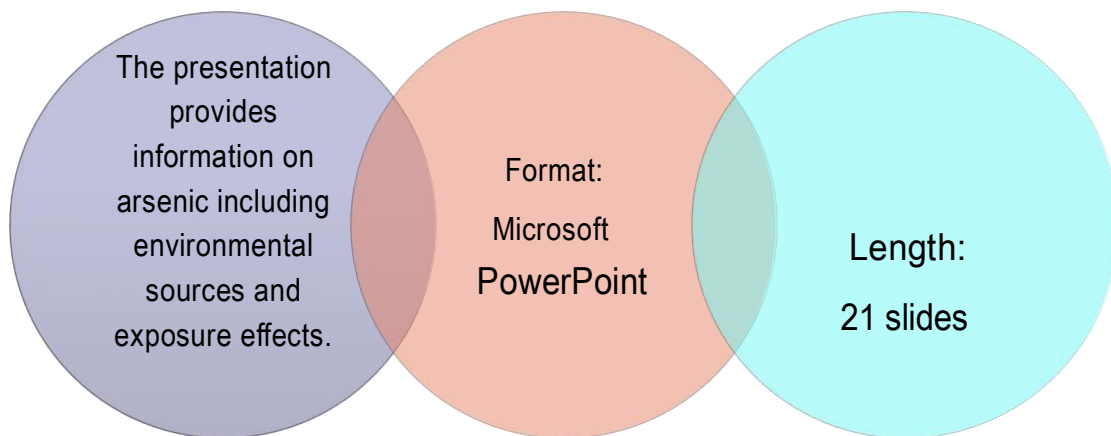 The presentation
provides
information on
arsenic including
environmental
sources and
exposure effects.
Format:
Microsoft
PowerPoint
Length:
21 slides